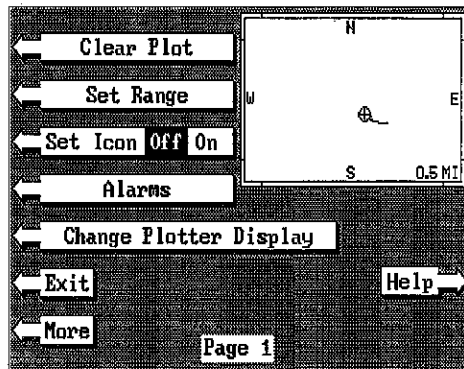 Clear Plot
Set Range
Set Icon Off On
Alarms
Change Plotter Display
Exit
More
N
W
E
S
0.5 MI
Help
Page 1